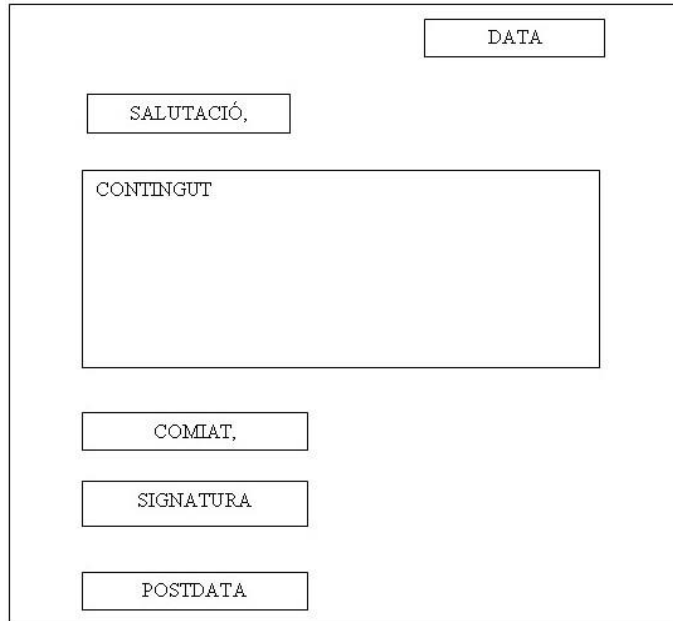 DATA
SALUTACIÓ,
CONTINGUT
COMIAT,
SIGNATURA
POSTDATA